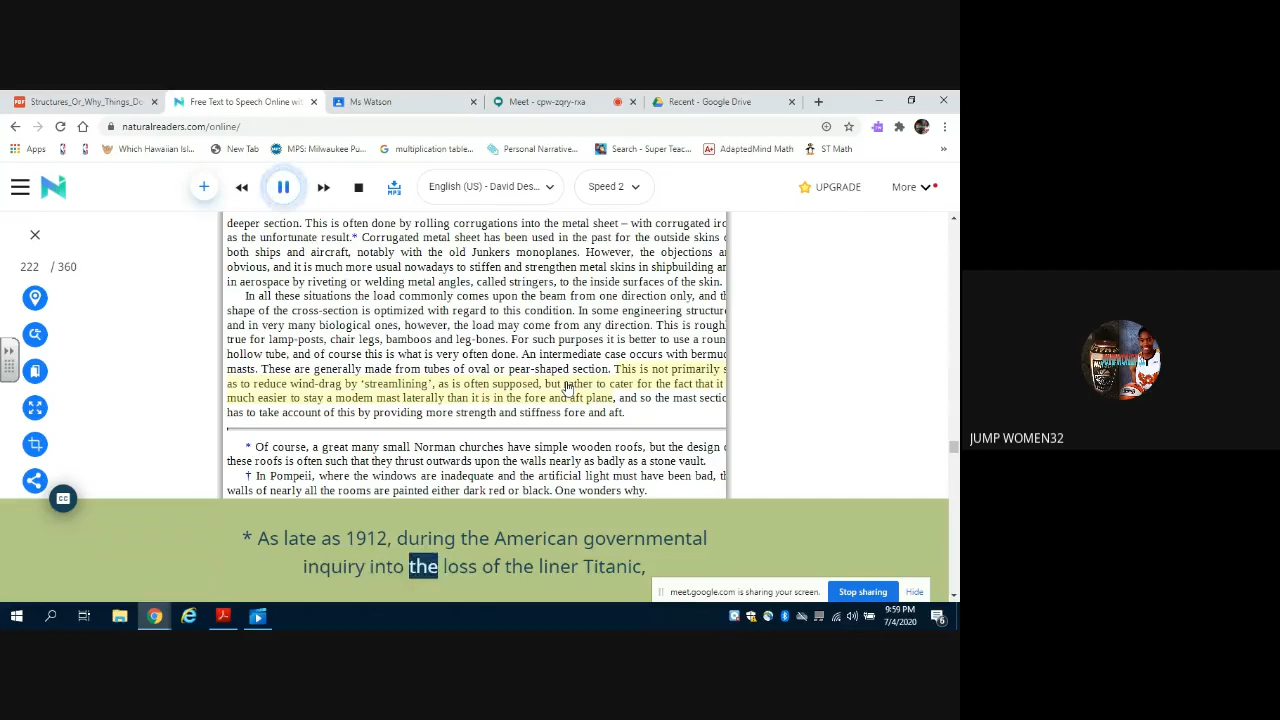 Structures_Or_Why_Things_Do
Free Text to Speech Online wit
Ms Watson
Meet - cpw-zqry-rxa
Recent - Google Drive
naturalreaders.com/online/
Apps
Which Hawaiian Isl...
New Tab
MPS: Milwaukee Pu...
multiplication table...
Personal Narrative...
Search - Super Teac...
AdaptedMind Math
ST Math
»
MP3
English (US) - David Des...
Speed 2
UPGRADE
More
222 / 360
deeper section. This is often done by rolling corrugations into the metal sheet – with corrugated iro
as the unfortunate result.* Corrugated metal sheet has been used in the past for the outside skins o
both ships and aircraft, notably with the old Junkers monoplanes. However, the objections ar
obvious, and it is much more usual nowadays to stiffen and strengthen metal skins in shipbuilding an
in aerospace by riveting or welding metal angles, called stringers, to the inside surfaces of the skin.
In all these situations the load commonly comes upon the beam from one direction only, and th
shape of the cross-section is optimized with regard to this condition. In some engineering structure
and in very many biological ones, however, the load may come from any direction. This is rough
true for lamp-posts, chair legs, bamboos and leg-bones. For such purposes it is better to use a roun
hollow tube, and of course this is what is very often done. An intermediate case occurs with bermud
masts. These are generally made from tubes of oval or pear-shaped section. This is not primarily s
as to reduce wind-drag by ‘streamlining’, as is often supposed, but rather to cater for the fact that it
much easier to stay a modem mast laterally than it is in the fore and aft plane, and so the mast sectio
has to take account of this by providing more strength and stiffness fore and aft.
* Of course, a great many small Norman churches have simple wooden roofs, but the design o
these roofs is often such that they thrust outwards upon the walls nearly as badly as a stone vault.
† In Pompeii, where the windows are inadequate and the artificial light must have been bad, th
walls of nearly all the rooms are painted either dark red or black. One wonders why.
CC
* As late as 1912, during the American governmental
inquiry into the loss of the liner Titanic,
meet.google.com is sharing your screen.
Stop sharing
Hide
9:59 PM
7/4/2020
6
JUMP WOMEN32